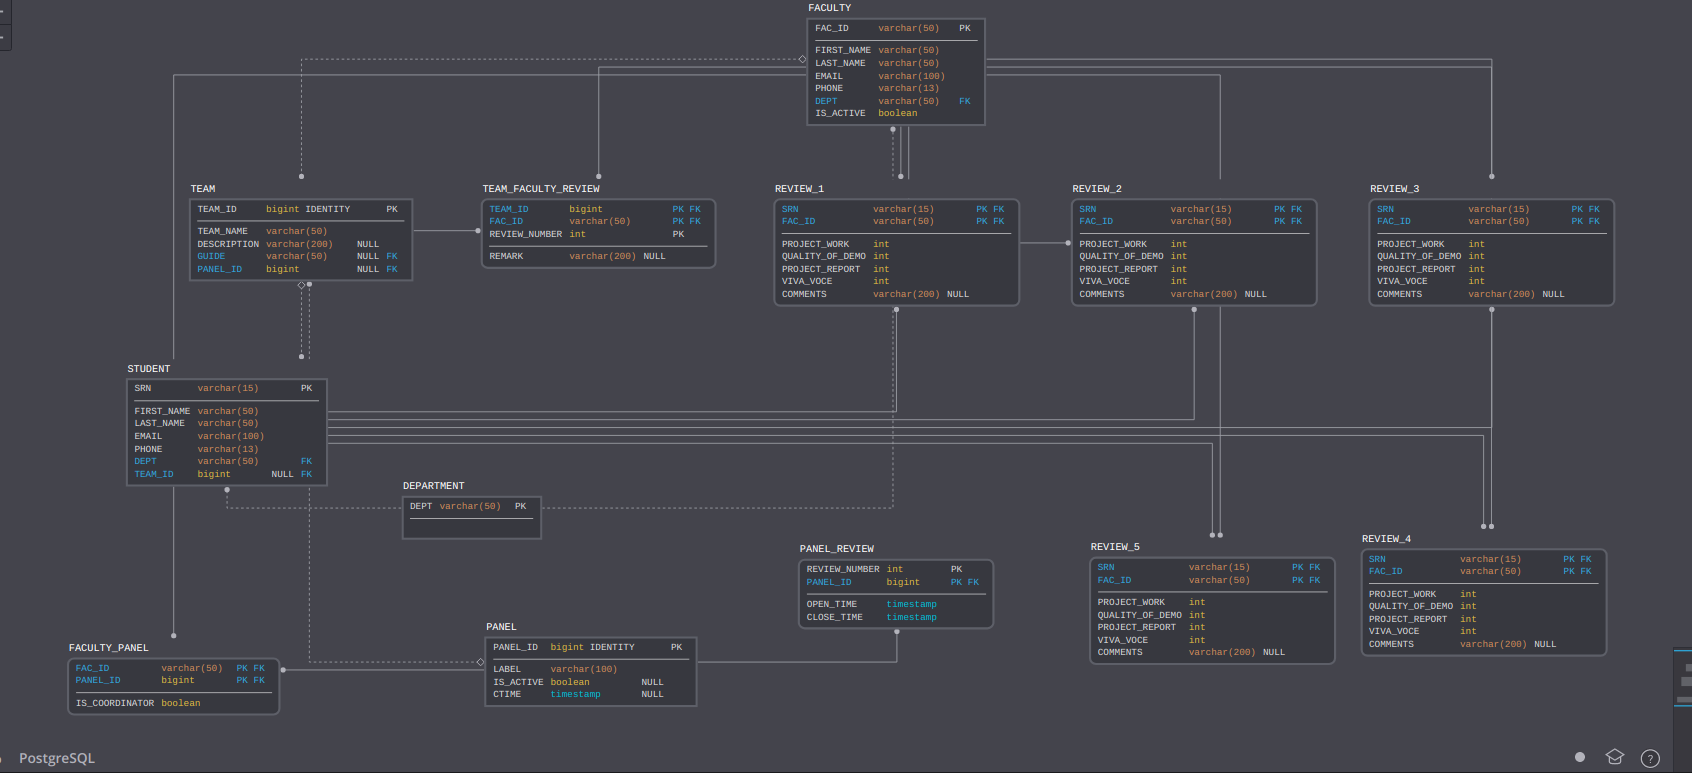 FACULTY
FAC_ID varchar(50) PK
FIRST_NAME varchar(50)
LAST_NAME varchar(50)
EMAIL varchar(100)
PHONE varchar(13)
DEPT varchar(50) FK
IS_ACTIVE boolean
TEAM
TEAM_ID bigint IDENTITY PK
TEAM_NAME varchar(50)
DESCRIPTION varchar(200) NULL
GUIDE varchar(50) NULL FK
PANEL_ID bigint NULL FK
TEAM_FACULTY_REVIEW
TEAM_ID bigint PK FK
FAC_ID varchar(50) PK FK
REVIEW_NUMBER int PK
REMARK varchar(200) NULL
REVIEW_1
SRN varchar(15) PK FK
FAC_ID varchar(50) PK FK
PROJECT_WORK int
QUALITY_OF_DEMO int
PROJECT_REPORT int
VIVA_VOCE int
COMMENTS varchar(200) NULL
REVIEW_2
SRN varchar(15) PK FK
FAC_ID varchar(50) PK FK
PROJECT_WORK int
QUALITY_OF_DEMO int
PROJECT_REPORT int
VIVA_VOCE int
COMMENTS varchar(200) NULL
REVIEW_3
SRN varchar(15) PK FK
FAC_ID varchar(50) PK FK
PROJECT_WORK int
QUALITY_OF_DEMO int
PROJECT_REPORT int
VIVA_VOCE int
COMMENTS varchar(200) NULL
STUDENT
SRN varchar(15) PK
FIRST_NAME varchar(50)
LAST_NAME varchar(50)
EMAIL varchar(100)
PHONE varchar(13)
DEPT varchar(50) FK
TEAM_ID bigint NULL FK
DEPARTMENT
DEPT varchar(50) PK
PANEL_REVIEW
REVIEW_NUMBER int PK
PANEL_ID bigint PK FK
OPEN_TIME timestamp
CLOSE_TIME timestamp
REVIEW_5
SRN varchar(15) PK FK
FAC_ID varchar(50) PK FK
PROJECT_WORK int
QUALITY_OF_DEMO int
PROJECT_REPORT int
VIVA_VOCE int
COMMENTS varchar(200) NULL
REVIEW_4
SRN varchar(15) PK FK
FAC_ID varchar(50) PK FK
PROJECT_WORK int
QUALITY_OF_DEMO int
PROJECT_REPORT int
VIVA_VOCE int
COMMENTS varchar(200) NULL
FACULTY_PANEL
FAC_ID varchar(50) PK FK
PANEL_ID bigint PK FK
IS_COORDINATOR boolean
PANEL
PANEL_ID bigint IDENTITY PK
LABEL varchar(100)
IS_ACTIVE boolean NULL
CTIME timestamp NULL
PostgreSQL
?